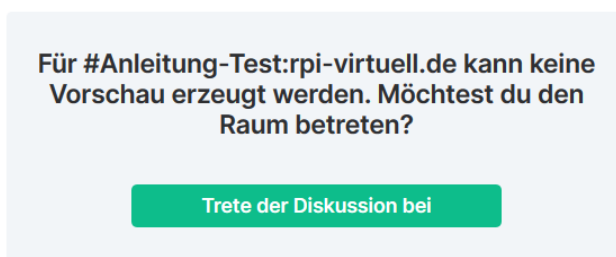 Für #Anleitung-Test:rpi-virtuell.de kann keine
Vorschau erzeugt werden. Möchtest du den
Raum betreten?
Trete der Diskussion bei